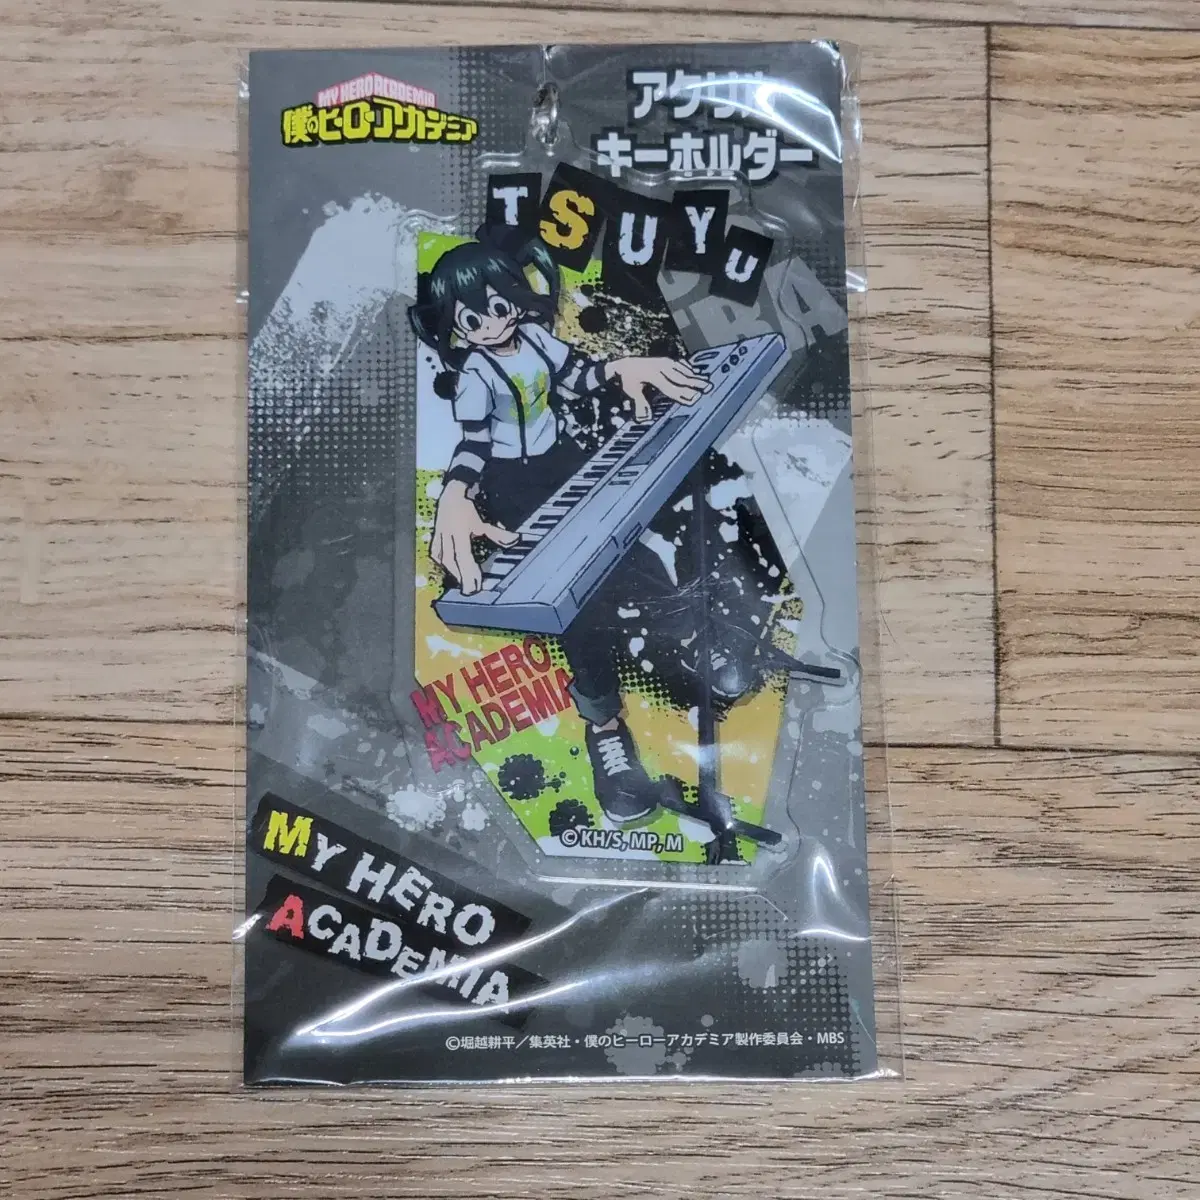 MY HERO ACADEMIA
僕のヒーローアカデミア
アクリル
キーホルダー
TSUYU
MY HERO
ACADEMIA
©KH/S, MP, M
MY HERO
ACADEMIA
©堀越耕平／集英社・僕のヒーローアカデミア製作委員会・MBS